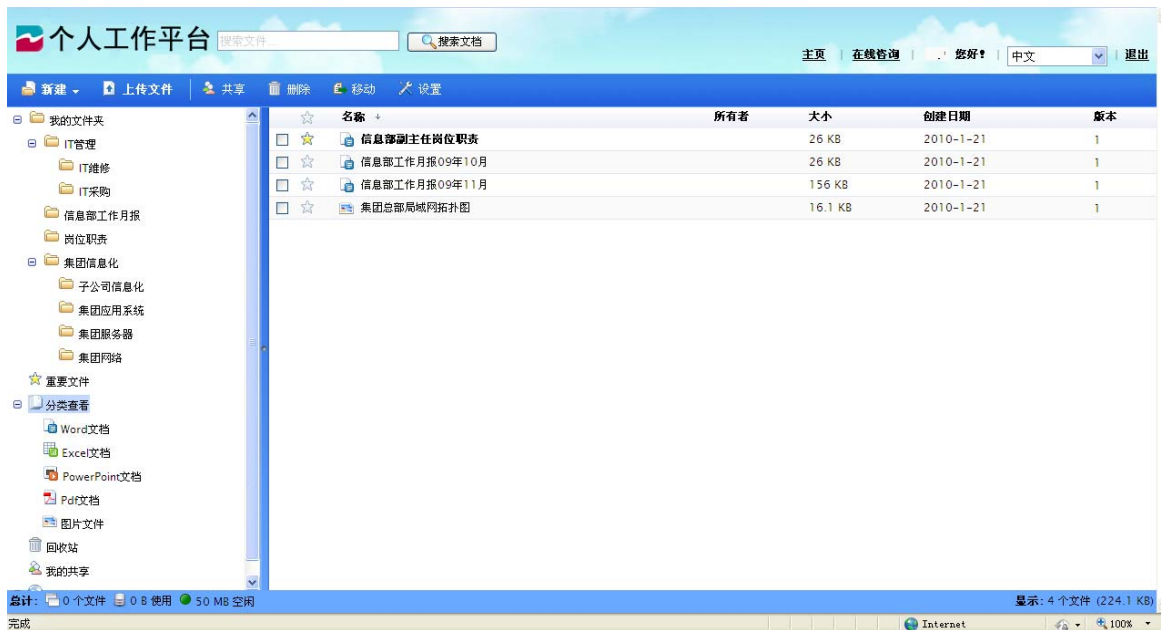 个人工作平台 搜索文件... 搜索文档
主页 在线咨询 您好! 中文 退出
新建 上传文件 共享 删除 移动 设置
我的文件夹
IT管理
IT维修
IT采购
信息部工作月报
岗位职责
集团信息化
子公司信息化
集团应用系统
集团服务器
集团网络
重要文件
分类查看
Word文档
Excel文档
PowerPoint文档
Pdf文档
图片文件
回收站
我的共享
名称 所有者 大小 创建日期 版本
信息部副主任岗位职责 26 KB 2010-1-21 1
信息部工作月报09年10月 26 KB 2010-1-21 1
信息部工作月报09年11月 156 KB 2010-1-21 1
集团总部局域网拓扑图 16.1 KB 2010-1-21 1
总计: 0 个文件 0 B 使用 50 MB 空闲 显示: 4 个文件 (224.1 KB)
完成 Internet 100%